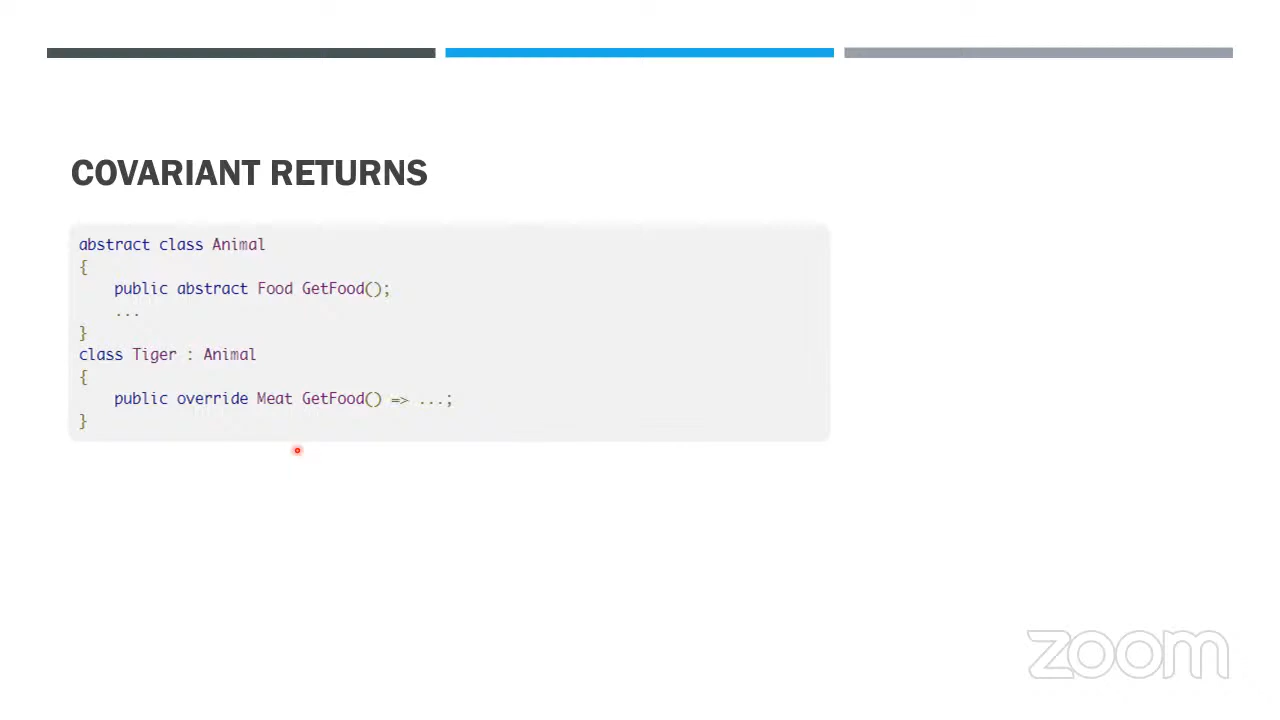 COVARIANT RETURNS
abstract class Animal
{
    public abstract Food GetFood();
    ...
}
class Tiger : Animal
{
    public override Meat GetFood() => ...;
}
zoom